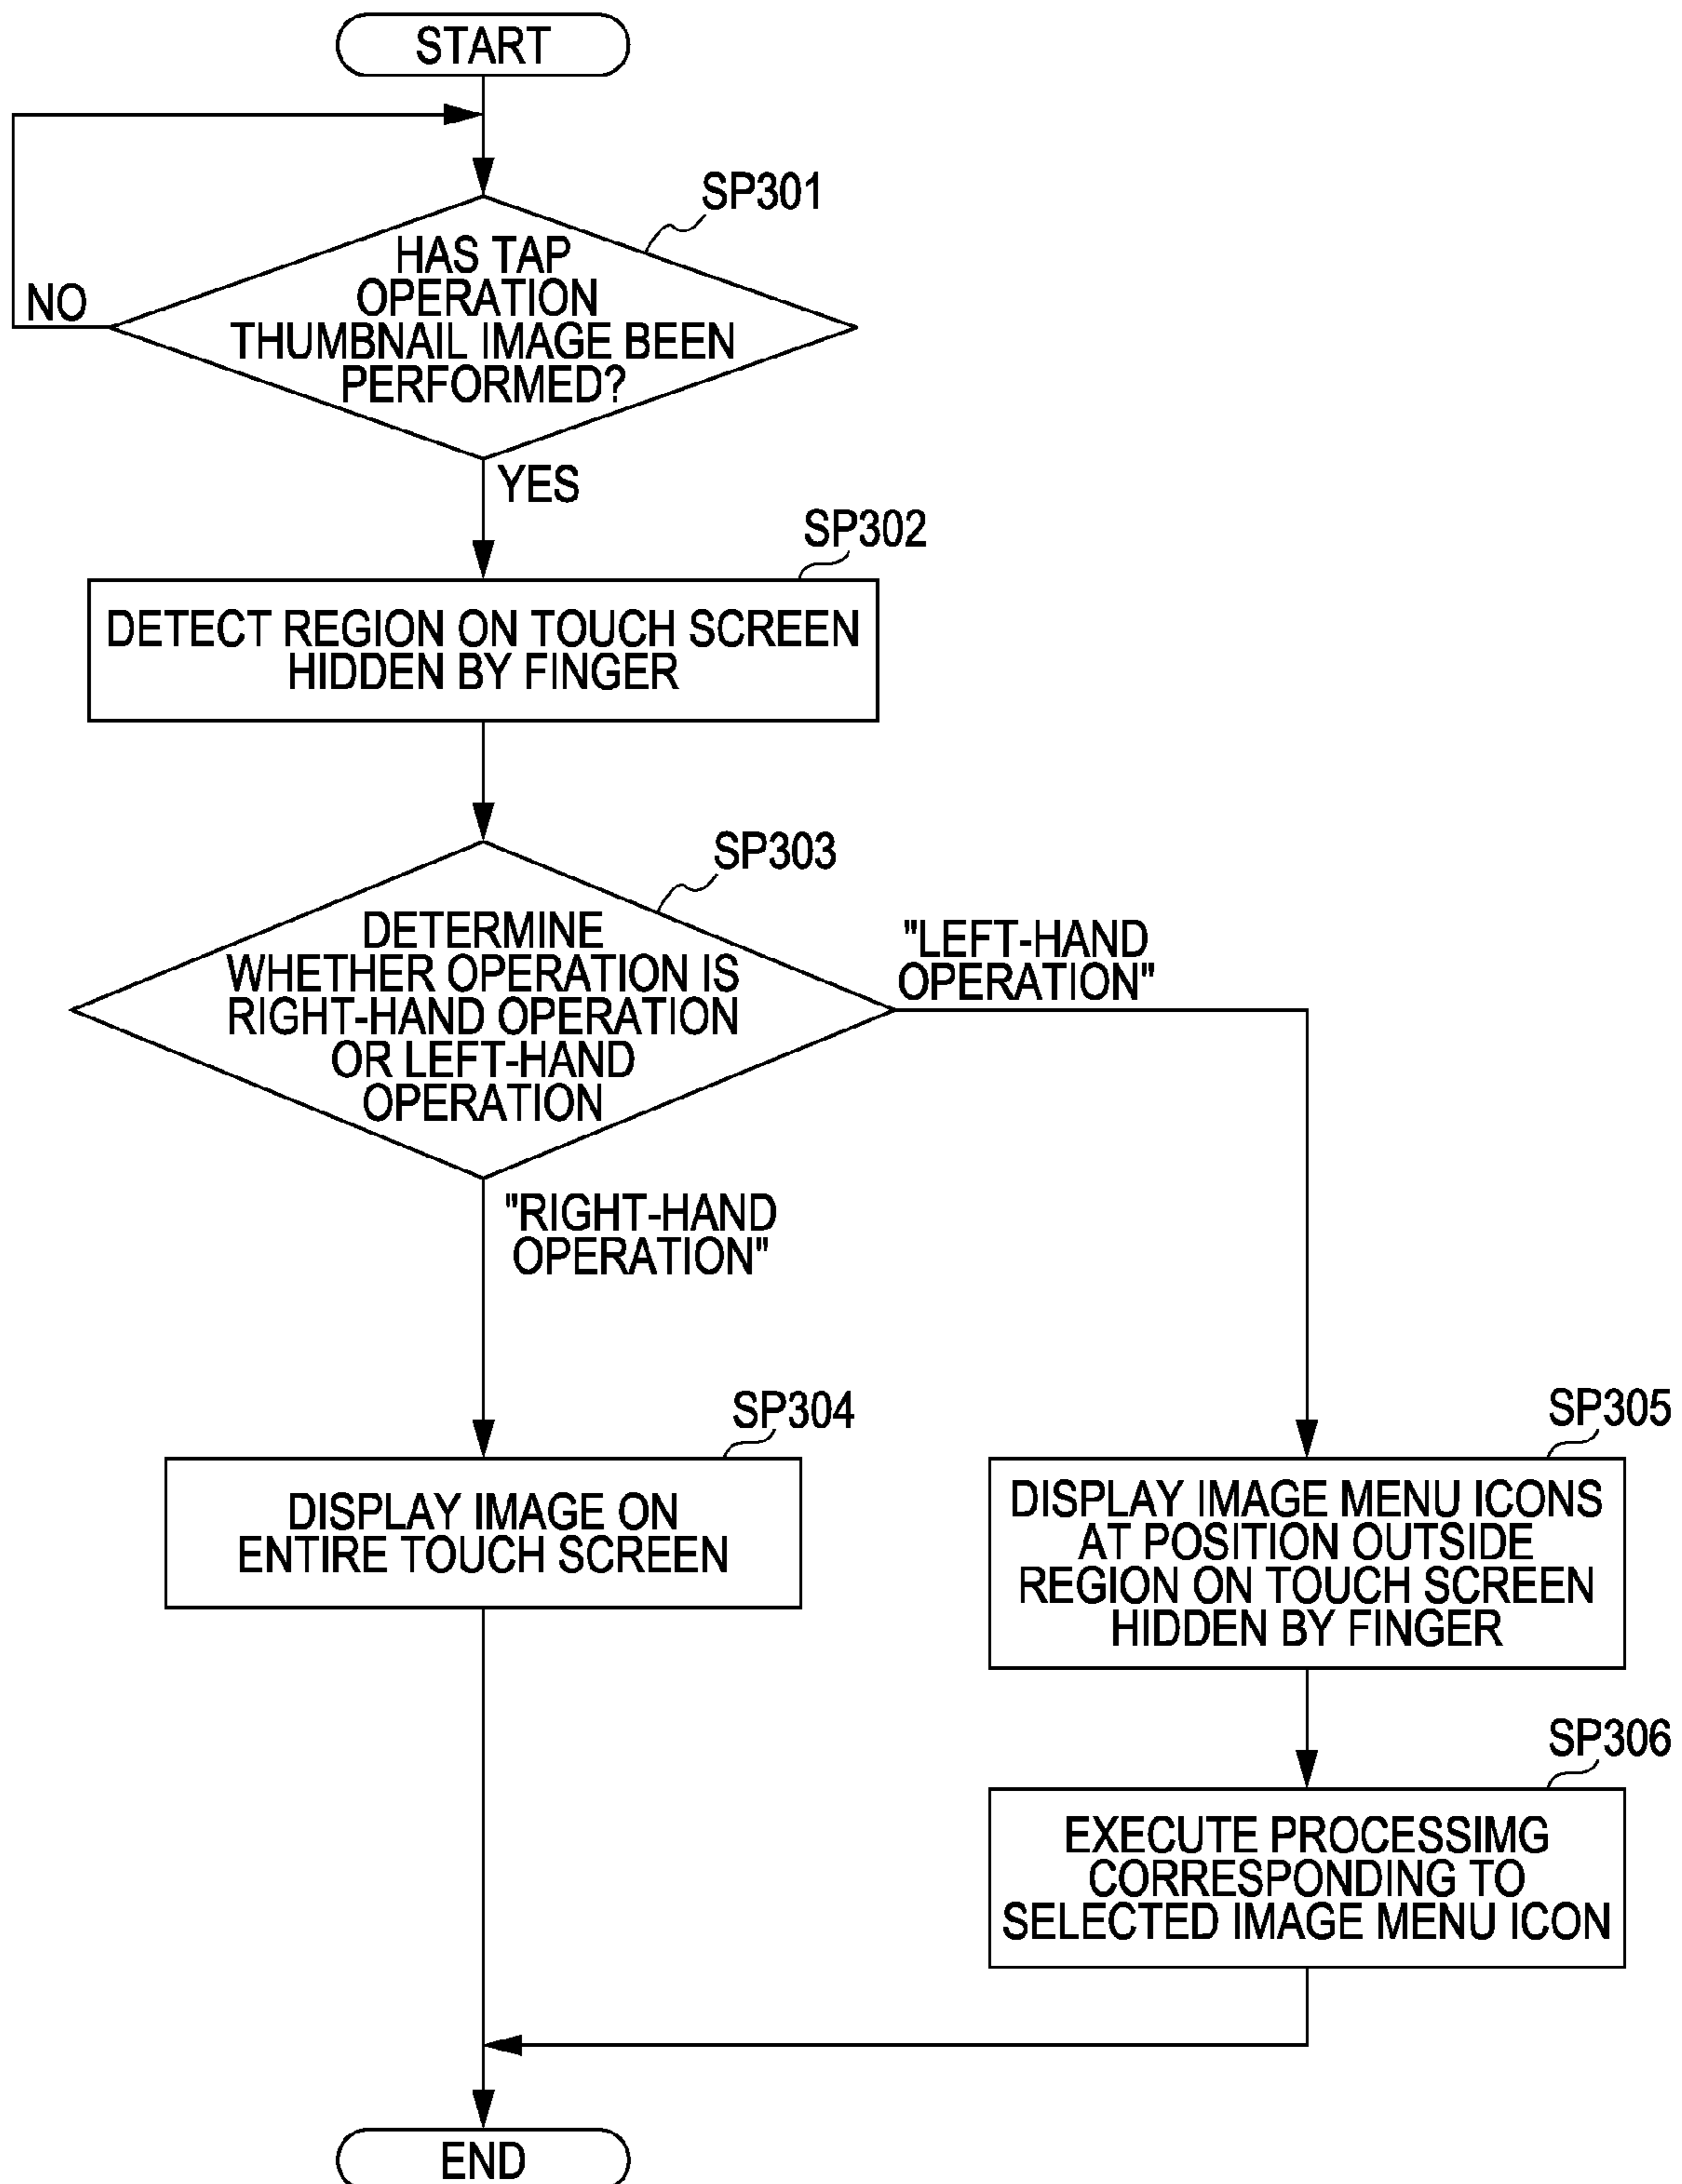 START
SP301
HAS TAP
OPERATION
THUMBNAIL IMAGE BEEN
PERFORMED?
NO
YES
SP302
DETECT REGION ON TOUCH SCREEN
HIDDEN BY FINGER
SP303
DETERMINE
WHETHER OPERATION IS
RIGHT-HAND OPERATION
OR LEFT-HAND
OPERATION
"LEFT-HAND
OPERATION"
"RIGHT-HAND
OPERATION"
SP304
DISPLAY IMAGE ON
ENTIRE TOUCH SCREEN
SP305
DISPLAY IMAGE MENU ICONS
AT POSITION OUTSIDE
REGION ON TOUCH SCREEN
HIDDEN BY FINGER
SP306
EXECUTE PROCESSIMG
CORRESPONDING TO
SELECTED IMAGE MENU ICON
END